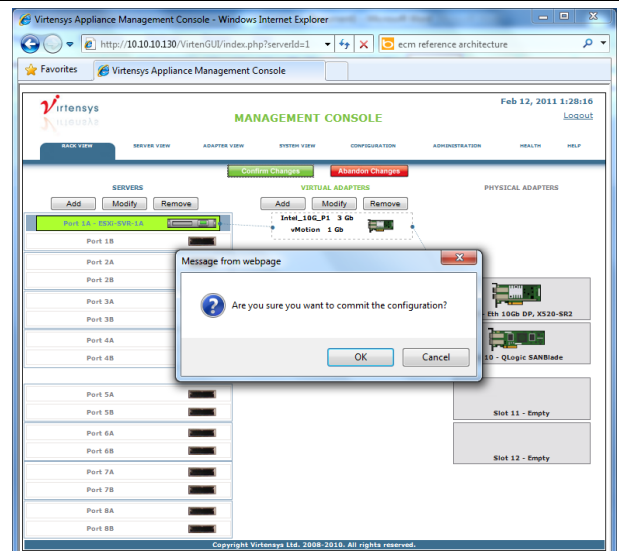 Virtensys Appliance Management Console - Windows Internet Explorer
http://10.10.10.130/VirtenGUI/index.php?serverId=1
ecm reference architecture
Favorites
Virtensys Appliance Management Console
Virtensys
MANAGEMENT CONSOLE
Feb 12, 2011 1:28:16
Logout
RACK VIEW SERVER VIEW ADAPTER VIEW SYSTEM VIEW CONFIGURATION ADMINISTRATION HEALTH HELP
Confirm Changes Abandon Changes
SERVERS VIRTUAL ADAPTERS PHYSICAL ADAPTERS
Add Modify Remove Add Modify Remove
Port 1A - ESXi-SVR-1A
Intel_10G_P1 3 Gb
vMotion 1 Gb
Port 1B
Port 2A
Port 2B
Port 3A
Port 3B
Port 4A
Port 4B
Port 5A
Port 5B
Port 6A
Port 6B
Port 7A
Port 7B
Port 8A
Port 8B
Message from webpage
Are you sure you want to commit the configuration?
OK Cancel
- Eth 10Gb DP, X520-SR2
10 - QLogic SANBlade
Slot 11 - Empty
Slot 12 - Empty
Copyright Virtensys Ltd. 2008-2010. All rights reserved.